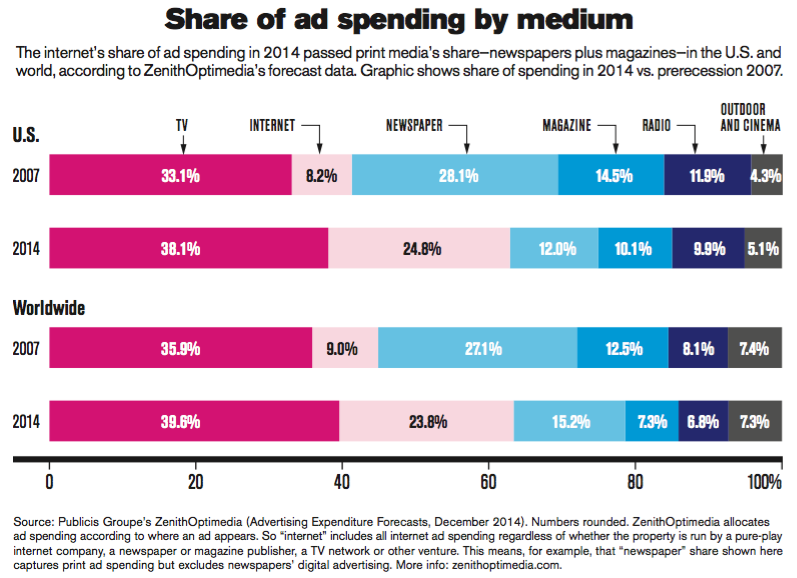 Share of ad spending by medium
The internet's share of ad spending in 2014 passed print media's share—newspapers plus magazines—in the U.S. and
world, according to ZenithOptimedia's forecast data. Graphic shows share of spending in 2014 vs. prerecession 2007.
TV INTERNET NEWSPAPER MAGAZINE RADIO OUTDOOR
AND CINEMA
U.S.
2007 33.1% 8.2% 28.1% 14.5% 11.9% 4.3%
2014 38.1% 24.8% 12.0% 10.1% 9.9% 5.1%
Worldwide
2007 35.9% 9.0% 27.1% 12.5% 8.1% 7.4%
2014 39.6% 23.8% 15.2% 7.3% 6.8% 7.3%
0 20 40 60 80 100%
Source: Publicis Groupe's ZenithOptimedia (Advertising Expenditure Forecasts, December 2014). Numbers rounded. ZenithOptimedia allocates
ad spending according to where an ad appears. So "internet" includes all internet ad spending regardless of whether the property is run by a pure-play
internet company, a newspaper or magazine publisher, a TV network or other venture. This means, for example, that "newspaper" share shown here
captures print ad spending but excludes newspapers' digital advertising. More info: zenithoptimedia.com.